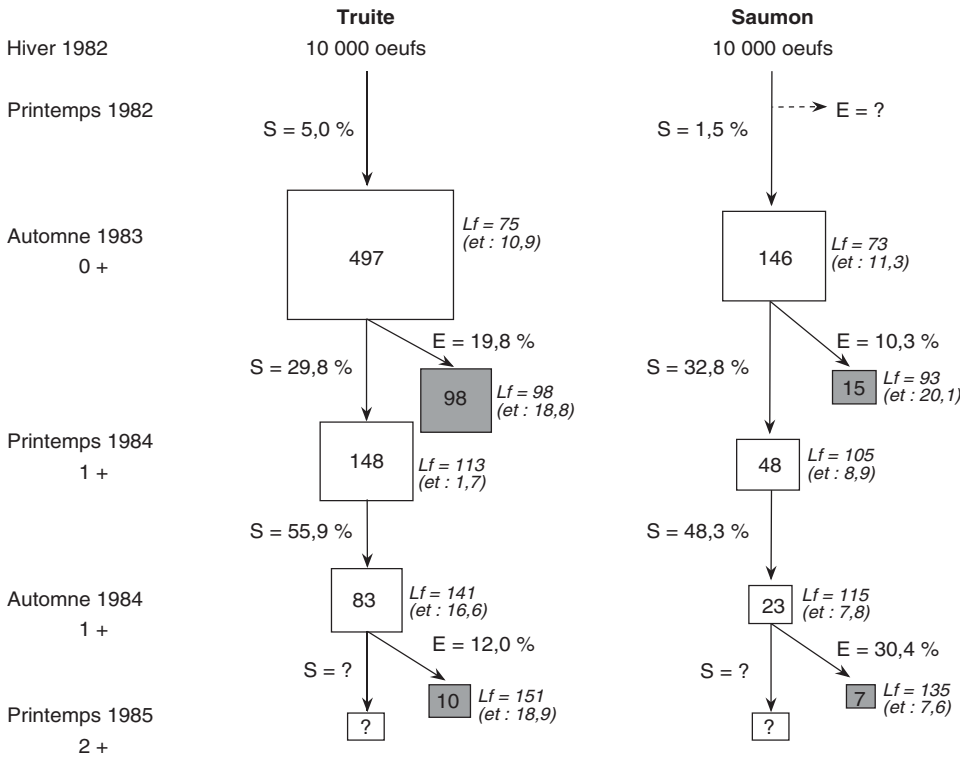 Truite Saumon
Hiver 1982 10 000 oeufs 10 000 oeufs
Printemps 1982 E = ?
S = 5,0 % S = 1,5 %
Lf = 75
(et : 10,9)
Automne 1983
0 +
497
146
Lf = 73
(et : 11,3)
E = 19,8 % E = 10,3 %
S = 29,8 % S = 32,8 %
98
Lf = 98
(et : 18,8)
15
Lf = 93
(et : 20,1)
Printemps 1984
1 +
148
Lf = 113
(et : 1,7)
48
Lf = 105
(et : 8,9)
S = 55,9 % S = 48,3 %
Automne 1984
1 +
83
Lf = 141
(et : 16,6)
23
Lf = 115
(et : 7,8)
E = 12,0 % E = 30,4 %
S = ? S = ?
10
Lf = 151
(et : 18,9)
7
Lf = 135
(et : 7,6)
Printemps 1985
2 +
? ?